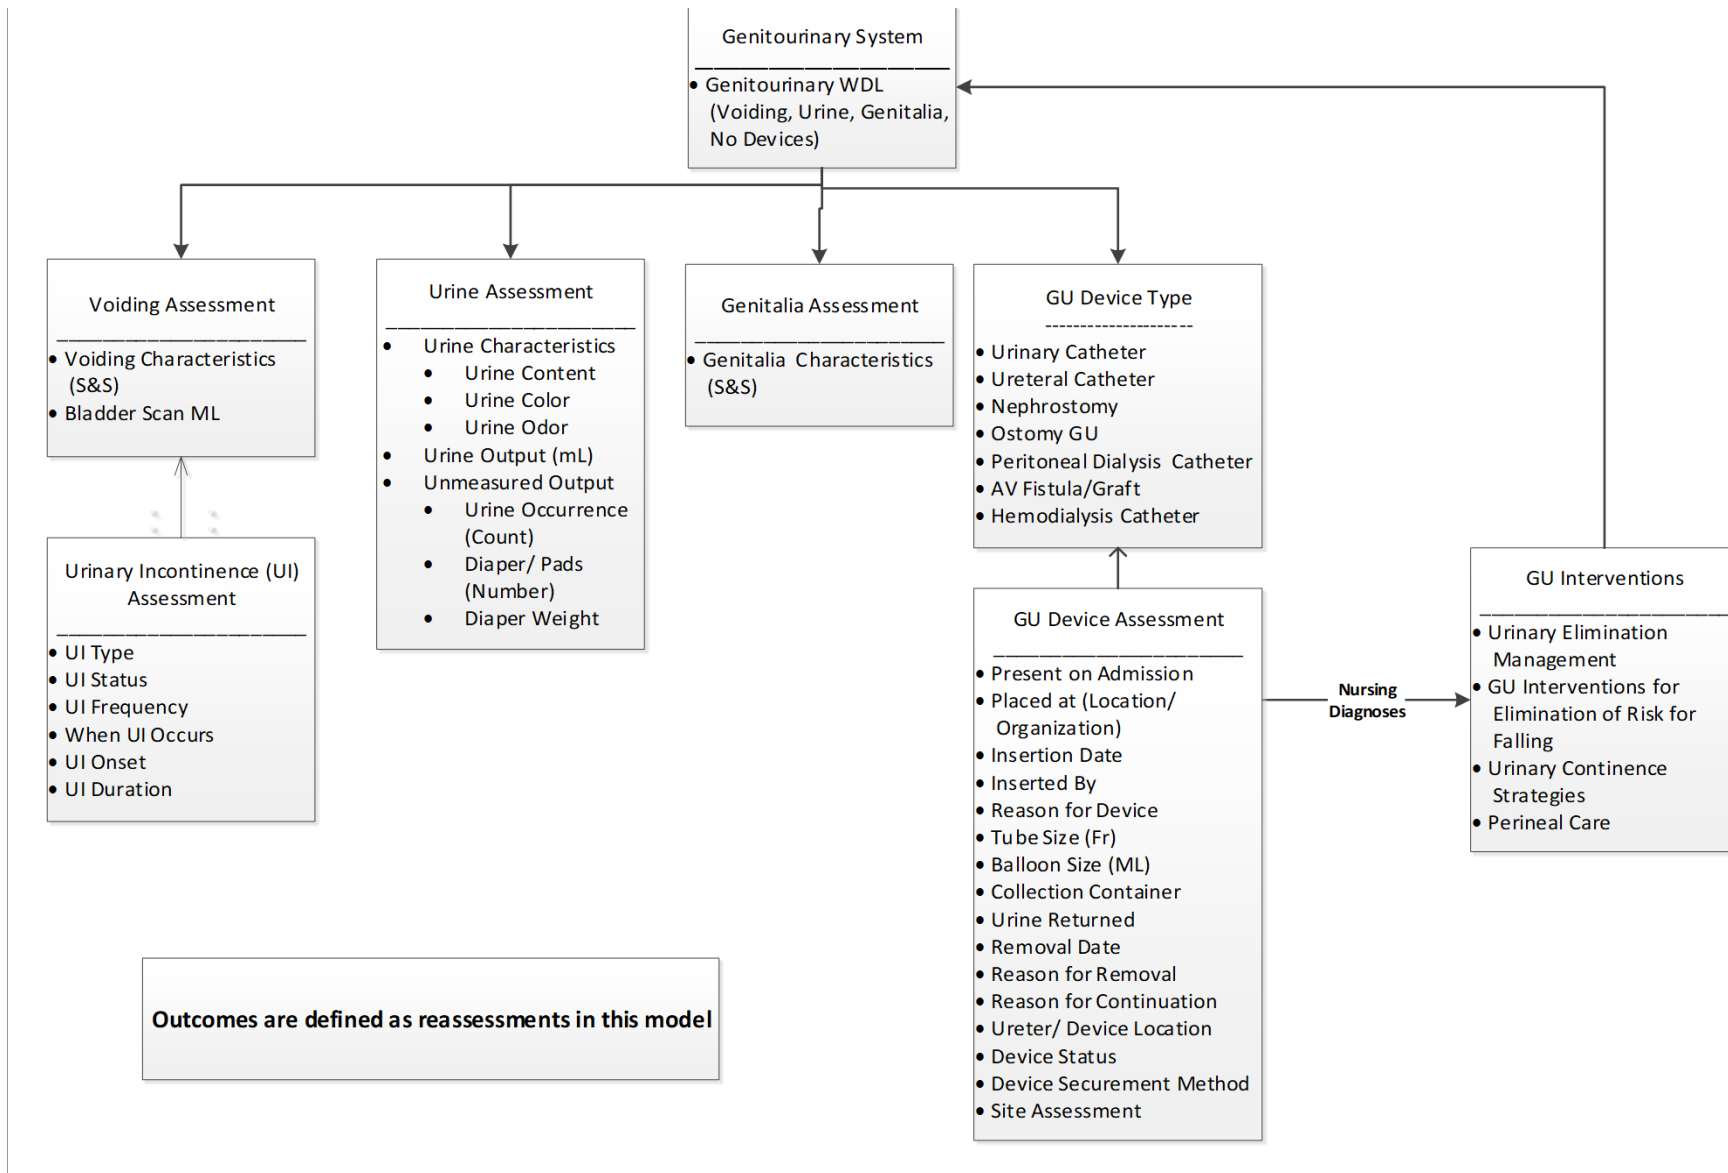 Genitourinary System
• Genitourinary WDL
(Voiding, Urine, Genitalia,
No Devices)
Voiding Assessment
• Voiding Characteristics
(S&S)
• Bladder Scan ML
Urine Assessment
• Urine Characteristics
• Urine Content
• Urine Color
• Urine Odor
• Urine Output (mL)
• Unmeasured Output
• Urine Occurrence
(Count)
• Diaper/ Pads
(Number)
• Diaper Weight
Genitalia Assessment
• Genitalia Characteristics
(S&S)
GU Device Type
• Urinary Catheter
• Ureteral Catheter
• Nephrostomy
• Ostomy GU
• Peritoneal Dialysis Catheter
• AV Fistula/Graft
• Hemodialysis Catheter
Urinary Incontinence (UI)
Assessment
• UI Type
• UI Status
• UI Frequency
• When UI Occurs
• UI Onset
• UI Duration
GU Device Assessment
• Present on Admission
• Placed at (Location/
Organization)
• Insertion Date
• Inserted By
• Reason for Device
• Tube Size (Fr)
• Balloon Size (ML)
• Collection Container
• Urine Returned
• Removal Date
• Reason for Removal
• Reason for Continuation
• Ureter/ Device Location
• Device Status
• Device Securement Method
• Site Assessment
Nursing
Diagnoses
GU Interventions
• Urinary Elimination
Management
• GU Interventions for
Elimination of Risk for
Falling
• Urinary Continence
Strategies
• Perineal Care
Outcomes are defined as reassessments in this model